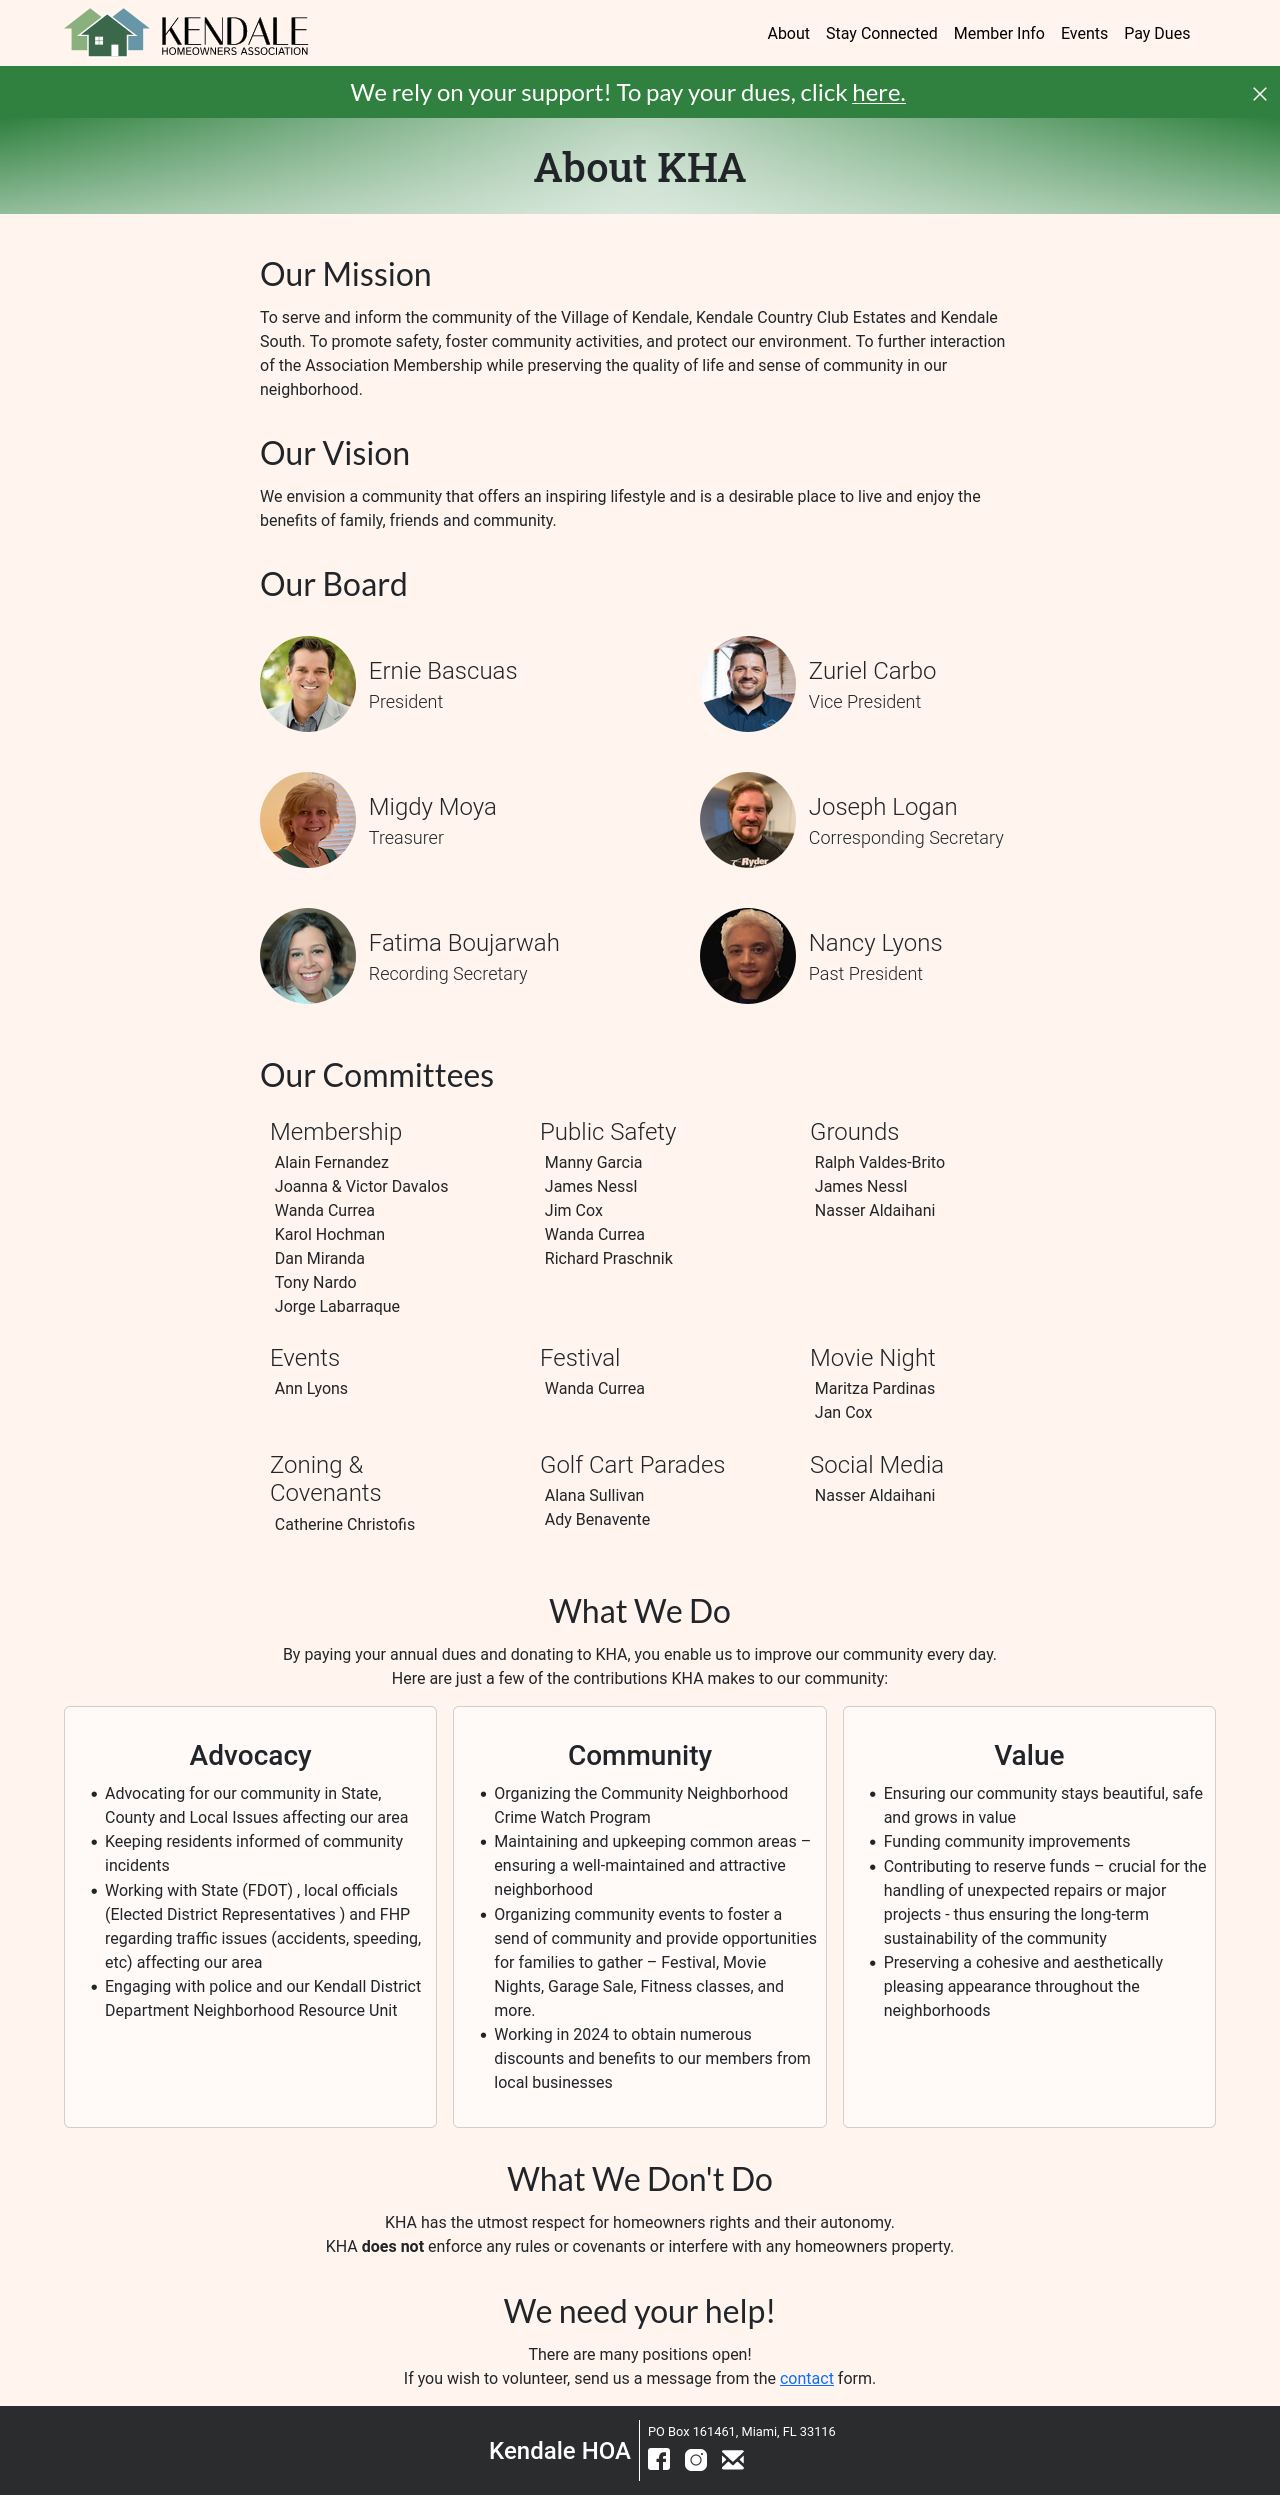 KENDALE
HOMEOWNERS ASSOCIATION
About Stay Connected Member Info Events Pay Dues
We rely on your support! To pay your dues, click here.
About KHA
Our Mission
To serve and inform the community of the Village of Kendale, Kendale Country Club Estates and Kendale
South. To promote safety, foster community activities, and protect our environment. To further interaction
of the Association Membership while preserving the quality of life and sense of community in our
neighborhood.
Our Vision
We envision a community that offers an inspiring lifestyle and is a desirable place to live and enjoy the
benefits of family, friends and community.
Our Board
Ernie Bascuas
President
Zuriel Carbo
Vice President
Migdy Moya
Treasurer
Ryder
Joseph Logan
Corresponding Secretary
Fatima Boujarwah
Recording Secretary
Nancy Lyons
Past President
Our Committees
Membership
Alain Fernandez
Joanna & Victor Davalos
Wanda Currea
Karol Hochman
Dan Miranda
Tony Nardo
Jorge Labarraque
Public Safety
Manny Garcia
James Nessl
Jim Cox
Wanda Currea
Richard Praschnik
Grounds
Ralph Valdes-Brito
James Nessl
Nasser Aldaihani
Events
Ann Lyons
Festival
Wanda Currea
Movie Night
Maritza Pardinas
Jan Cox
Zoning &
Covenants
Catherine Christofis
Golf Cart Parades
Alana Sullivan
Ady Benavente
Social Media
Nasser Aldaihani
What We Do
By paying your annual dues and donating to KHA, you enable us to improve our community every day.
Here are just a few of the contributions KHA makes to our community:
Advocacy
• Advocating for our community in State,
County and Local Issues affecting our area
• Keeping residents informed of community
incidents
• Working with State (FDOT) , local officials
(Elected District Representatives ) and FHP
regarding traffic issues (accidents, speeding,
etc) affecting our area
• Engaging with police and our Kendall District
Department Neighborhood Resource Unit
Community
• Organizing the Community Neighborhood
Crime Watch Program
• Maintaining and upkeeping common areas –
ensuring a well-maintained and attractive
neighborhood
• Organizing community events to foster a
send of community and provide opportunities
for families to gather – Festival, Movie
Nights, Garage Sale, Fitness classes, and
more.
• Working in 2024 to obtain numerous
discounts and benefits to our members from
local businesses
Value
• Ensuring our community stays beautiful, safe
and grows in value
• Funding community improvements
• Contributing to reserve funds – crucial for the
handling of unexpected repairs or major
projects - thus ensuring the long-term
sustainability of the community
• Preserving a cohesive and aesthetically
pleasing appearance throughout the
neighborhoods
What We Don't Do
KHA has the utmost respect for homeowners rights and their autonomy.
KHA does not enforce any rules or covenants or interfere with any homeowners property.
We need your help!
There are many positions open!
If you wish to volunteer, send us a message from the contact form.
Kendale HOA
PO Box 161461, Miami, FL 33116